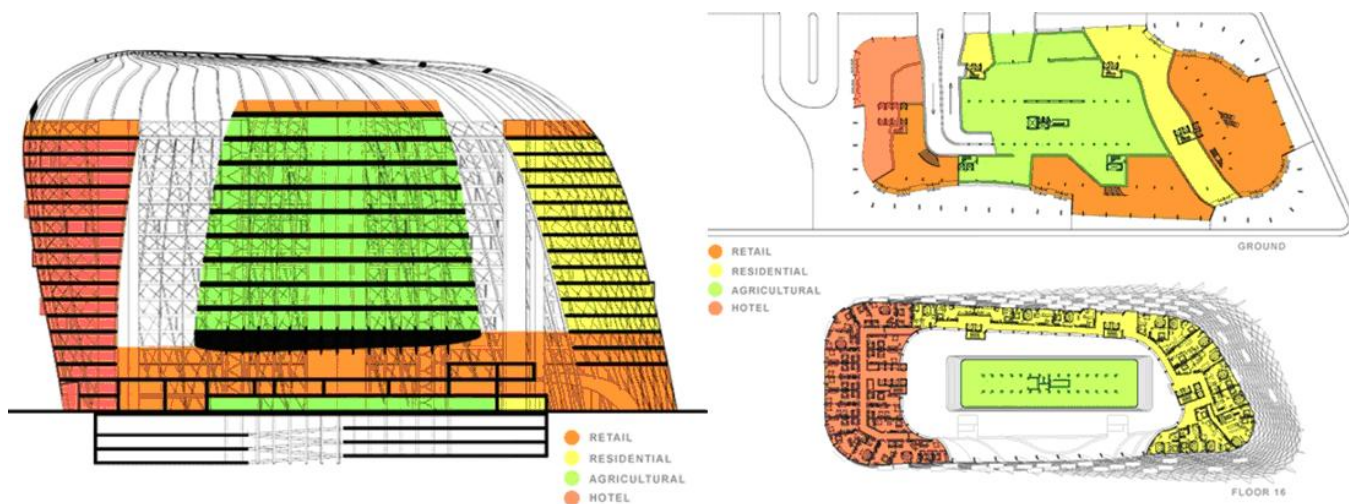 RETAIL
RESIDENTIAL
AGRICULTURAL
HOTEL
RETAIL
RESIDENTIAL
AGRICULTURAL
HOTEL
GROUND
FLOOR 16